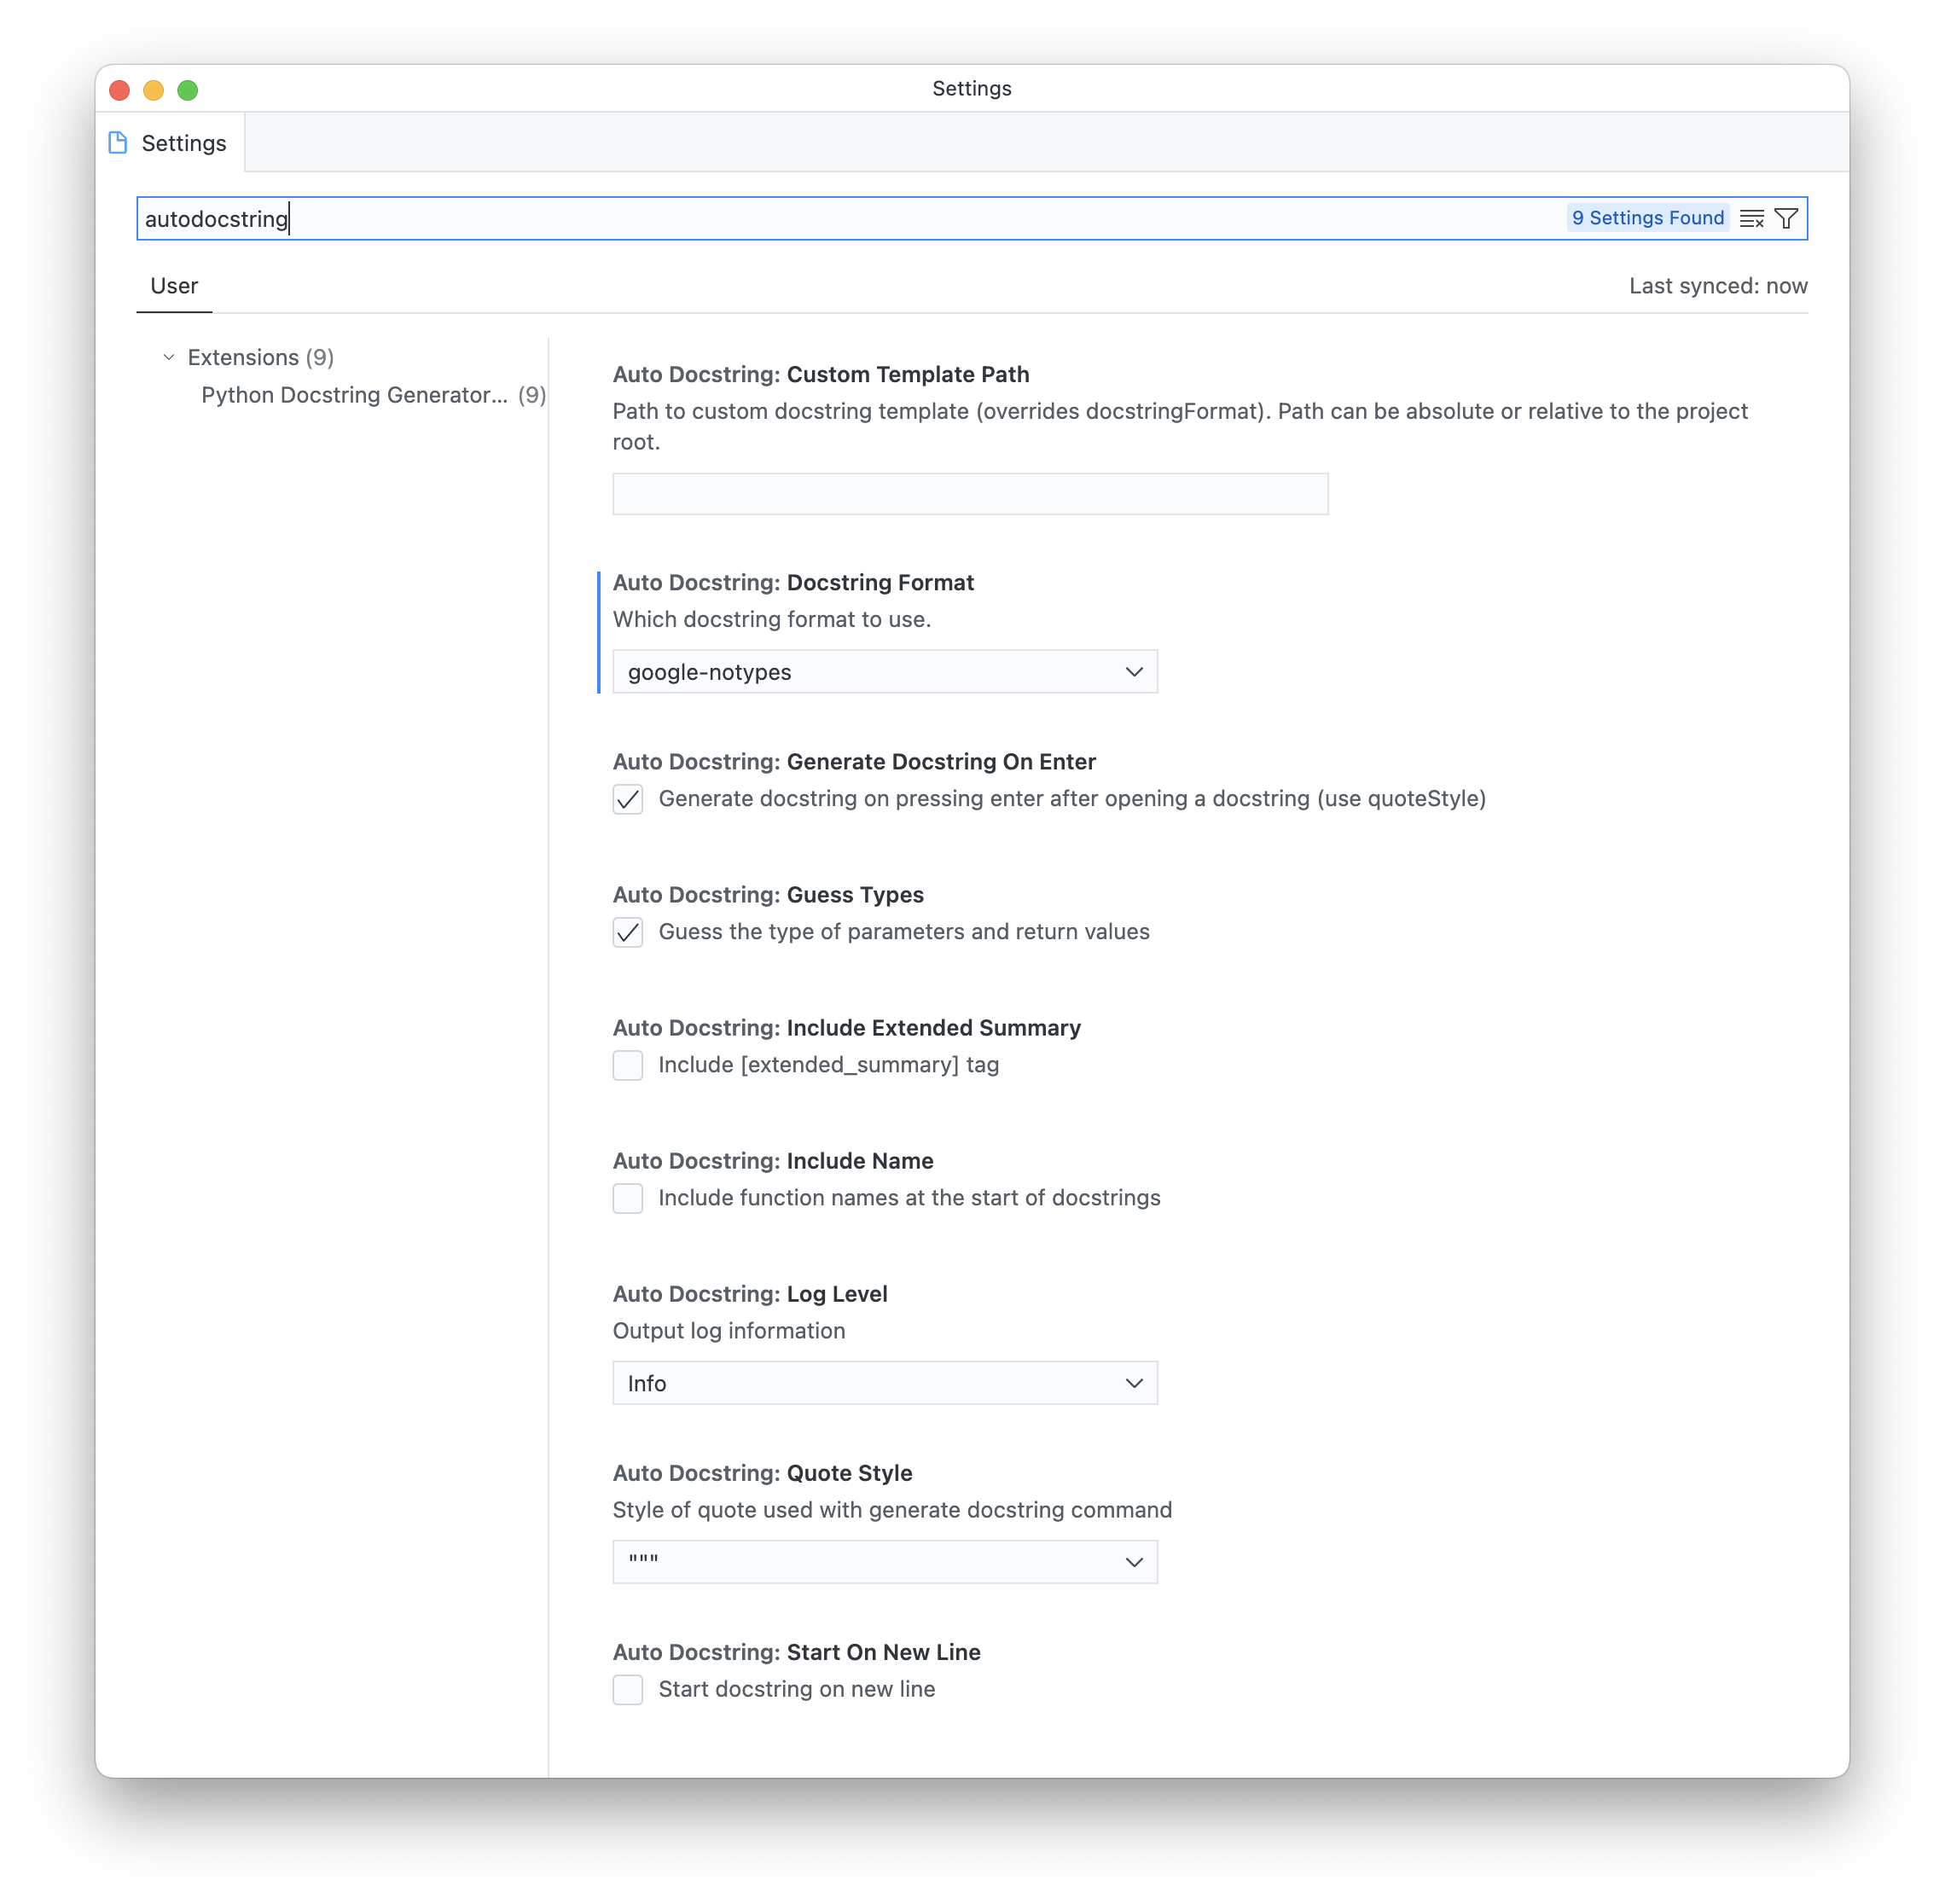 Settings
Settings
autodocstring
9 Settings Found
User
Last synced: now
Extensions (9)
Python Docstring Generator... (9)
Auto Docstring: Custom Template Path
Path to custom docstring template (overrides docstringFormat). Path can be absolute or relative to the project
root.
Auto Docstring: Docstring Format
Which docstring format to use.
google-notypes
Auto Docstring: Generate Docstring On Enter
Generate docstring on pressing enter after opening a docstring (use quoteStyle)
Auto Docstring: Guess Types
Guess the type of parameters and return values
Auto Docstring: Include Extended Summary
Include [extended_summary] tag
Auto Docstring: Include Name
Include function names at the start of docstrings
Auto Docstring: Log Level
Output log information
Info
Auto Docstring: Quote Style
Style of quote used with generate docstring command
"""
Auto Docstring: Start On New Line
Start docstring on new line